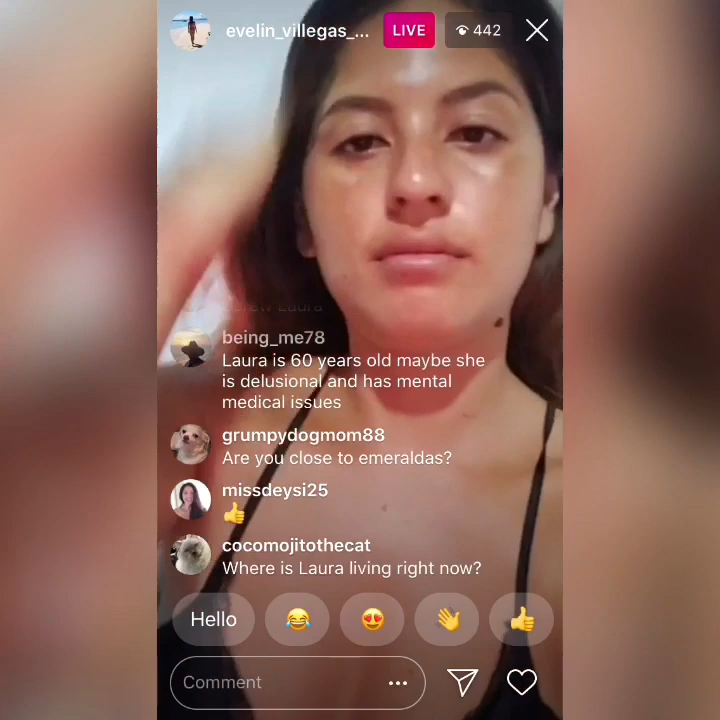 evelin_villegas_...
LIVE
442
being_me78
Laura is 60 years old maybe she
is delusional and has mental
medical issues
grumpydogmom88
Are you close to emeraldas?
missdeysi25
👍
cocomojitothecat
Where is Laura living right now?
Hello 😂 😍 👋 👍
Comment